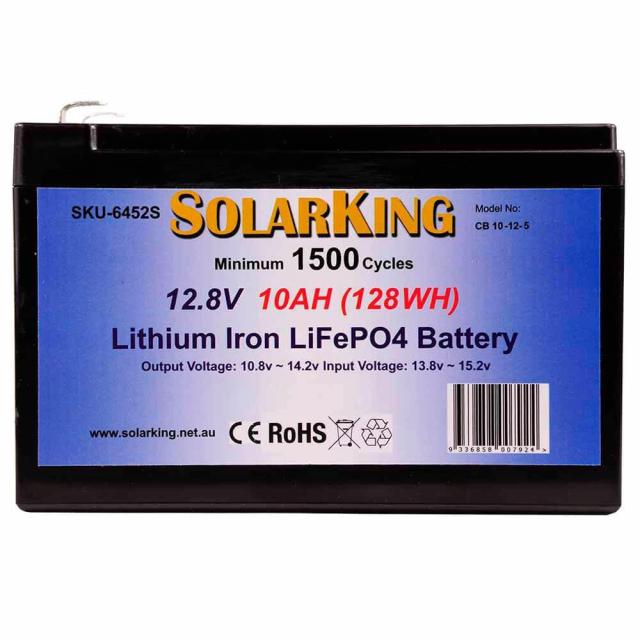 SKU-6452S SOLARKING Model No:
CB 10-12-5
Minimum 1500 Cycles
12.8V 10AH (128WH)
Lithium Iron LiFePO4 Battery
Output Voltage: 10.8v ~ 14.2v Input Voltage: 13.8v ~ 15.2v
www.solarking.net.au CE RoHS
9 336858 007924 >